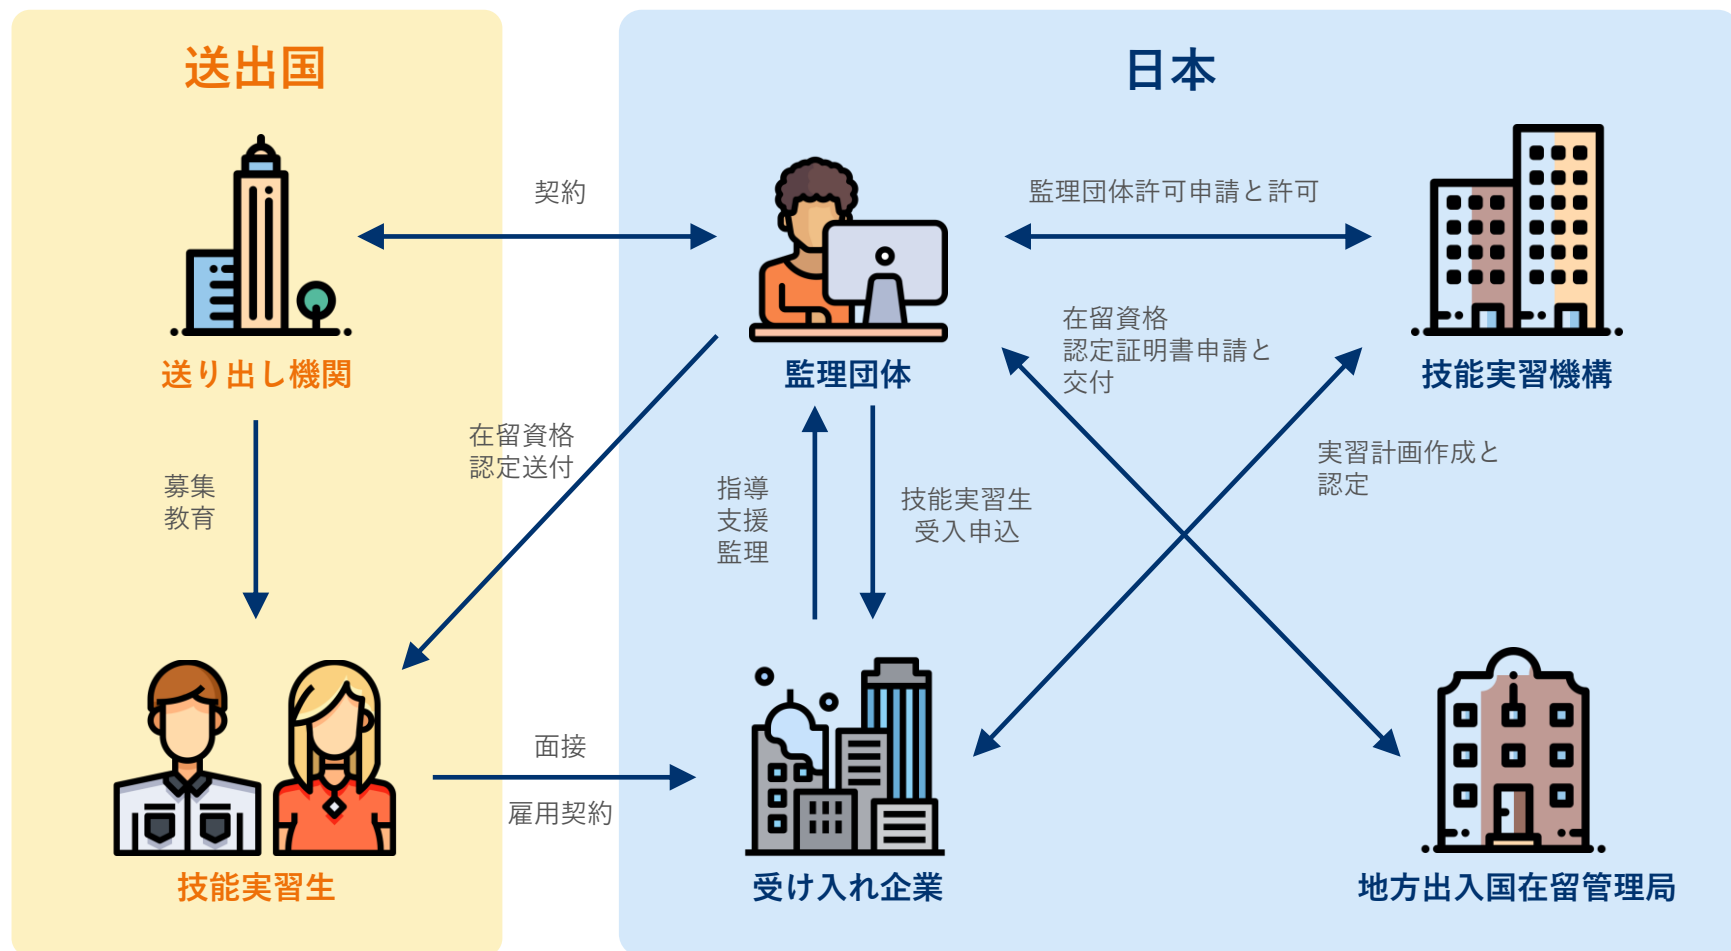 送出国
日本
契約
監理団体許可申請と許可
送り出し機関
監理団体
技能実習機構
在留資格
認定証明書申請と
交付
在留資格
認定送付
募集
教育
指導
支援
監理
技能実習生
受入申込
実習計画作成と
認定
面接
雇用契約
技能実習生
受け入れ企業
地方出入国在留管理局